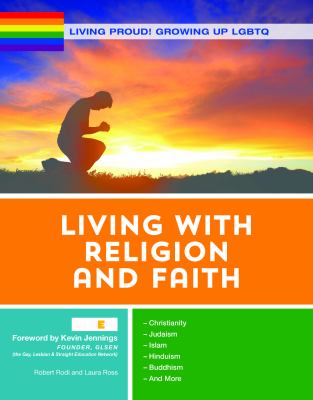 LIVING PROUD! GROWING UP LGBTQ
LIVING WITH
RELIGION
AND FAITH
E
Foreword by Kevin Jennings
FOUNDER, GLSEN
(the Gay, Lesbian & Straight Education Network)
Robert Rodi and Laura Ross
– Christianity
– Judaism
– Islam
– Hinduism
– Buddhism
– And More